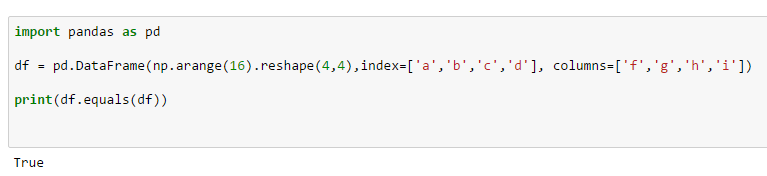 import pandas as pd
df = pd.DataFrame(np.arange(16).reshape(4,4),index=['a','b','c','d'], columns=['f','g','h','i'])
print(df.equals(df))
True